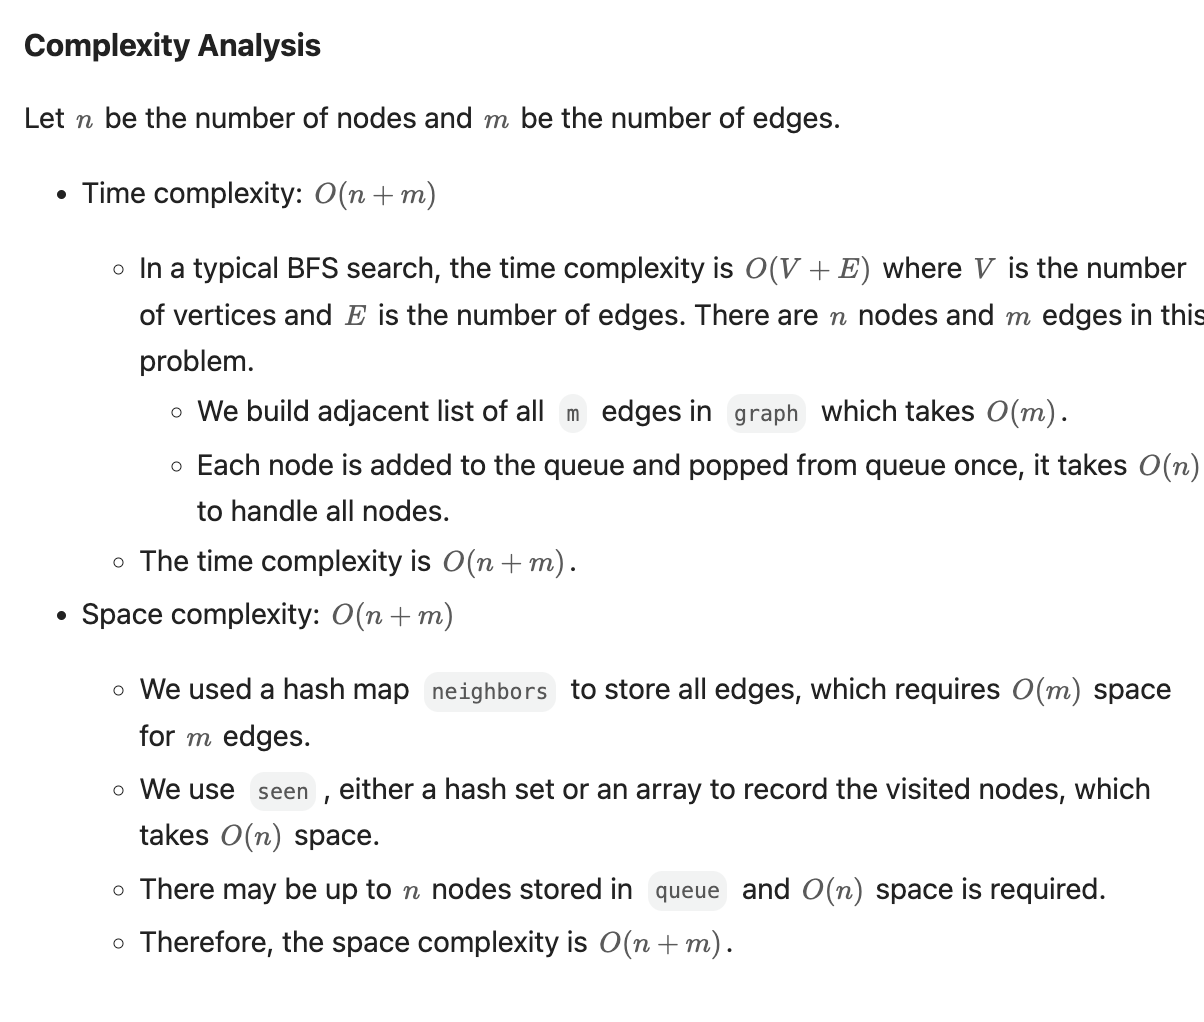 Complexity Analysis
Let n be the number of nodes and m be the number of edges.
• Time complexity: O(n + m)
◦ In a typical BFS search, the time complexity is O(V + E) where V is the number
of vertices and E is the number of edges. There are n nodes and m edges in this
problem.
◦ We build adjacent list of all m edges in graph which takes O(m).
◦ Each node is added to the queue and popped from queue once, it takes O(n)
to handle all nodes.
◦ The time complexity is O(n + m).
• Space complexity: O(n + m)
◦ We used a hash map neighbors to store all edges, which requires O(m) space
for m edges.
◦ We use seen , either a hash set or an array to record the visited nodes, which
takes O(n) space.
◦ There may be up to n nodes stored in queue and O(n) space is required.
◦ Therefore, the space complexity is O(n + m).